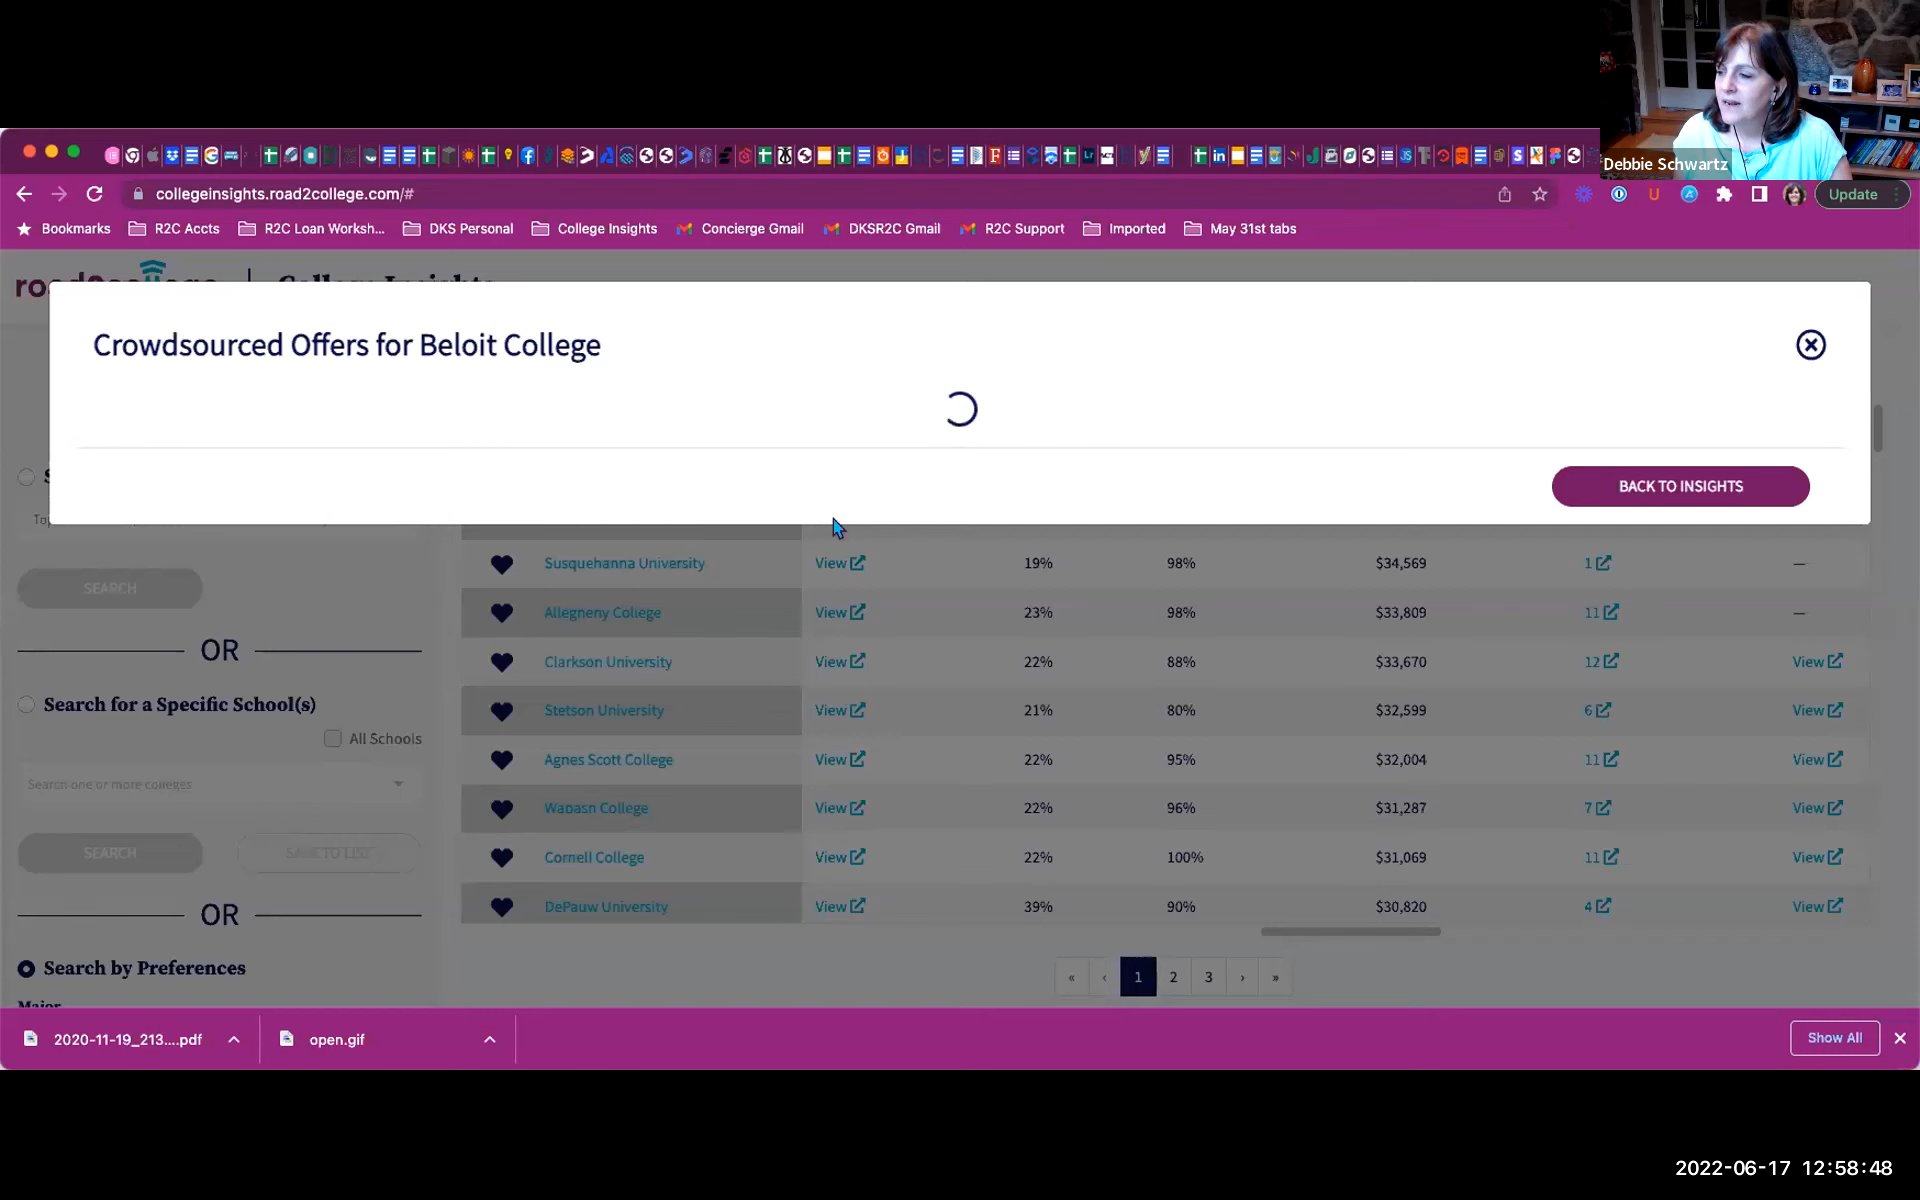 Debbie Schwartz
collegeinsights.road2college.com/#
Update
Bookmarks R2C Accts R2C Loan Worksh... DKS Personal College Insights Concierge Gmail DKSR2C Gmail R2C Support Imported May 31st tabs
Crowdsourced Offers for Beloit College
BACK TO INSIGHTS
Susquehanna University View 19% 98% $34,569 1 —
SEARCH
Allegheny College View 23% 98% $33,809 11 —
OR
Clarkson University View 22% 88% $33,670 12 View
Search for a Specific School(s)
Stetson University View 21% 80% $32,599 6 View
All Schools
Agnes Scott College View 22% 95% $32,004 11 View
Search one or more colleges
Wabash College View 22% 96% $31,287 7 View
SEARCH SAVE TO LIST
Cornell College View 22% 100% $31,069 11 View
OR
DePauw University View 39% 90% $30,820 4 View
Search by Preferences
« ‹ 1 2 3 › »
Major
2020-11-19_213....pdf open.gif Show All
2022-06-17 12:58:48